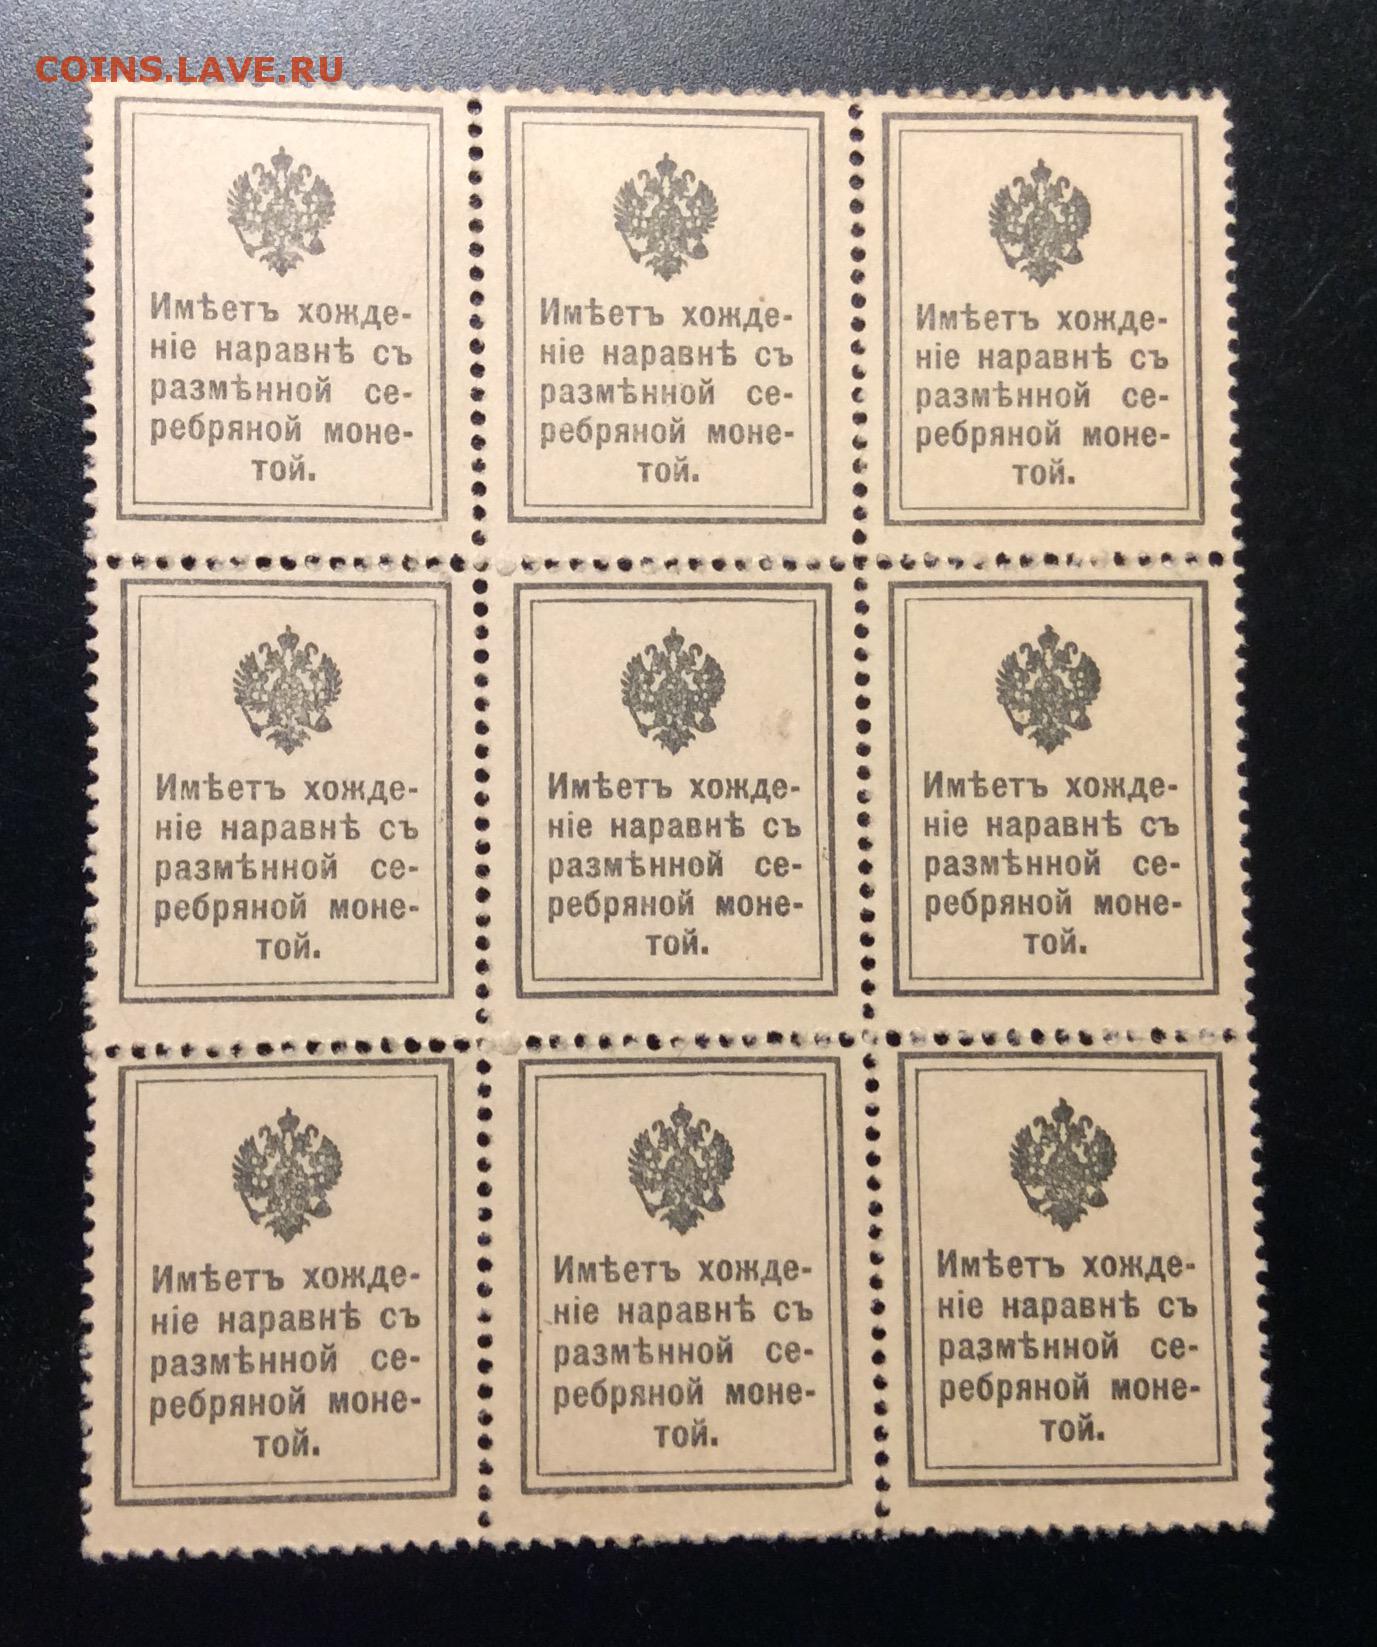 COINS.LAVE.RU
Имѣетъ хожде-
ніе наравнѣ съ
размѣнной се-
ребряной моне-
той.
Имѣетъ хожде-
ніе наравнѣ съ
размѣнной се-
ребряной моне-
той.
Имѣетъ хожде-
ніе наравнѣ съ
размѣнной се-
ребряной моне-
той.
Имѣетъ хожде-
ніе наравнѣ съ
размѣнной се-
ребряной моне-
той.
Имѣетъ хожде-
ніе наравнѣ съ
размѣнной се-
ребряной моне-
той.
Имѣетъ хожде-
ніе наравнѣ съ
размѣнной се-
ребряной моне-
той.
Имѣетъ хожде-
ніе наравнѣ съ
размѣнной се-
ребряной моне-
той.
Имѣетъ хожде-
ніе наравнѣ съ
размѣнной се-
ребряной моне-
той.
Имѣетъ хожде-
ніе наравнѣ съ
размѣнной се-
ребряной моне-
той.